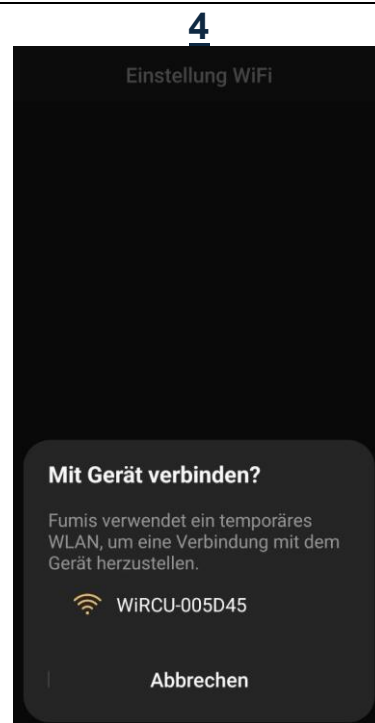 4
Einstellung WiFi
Mit Gerät verbinden?
Fumis verwendet ein temporäres
WLAN, um eine Verbindung mit dem
Gerät herzustellen.
WiRCU-005D45
Abbrechen